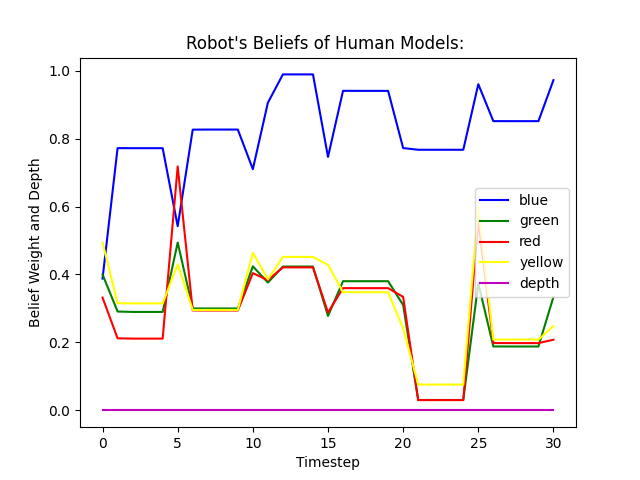 Robot's Beliefs of Human Models:
1.0
0.8
0.6
0.4
0.2
0.0
Belief Weight and Depth
blue
green
red
yellow
depth
0 5 10 15 20 25 30
Timestep